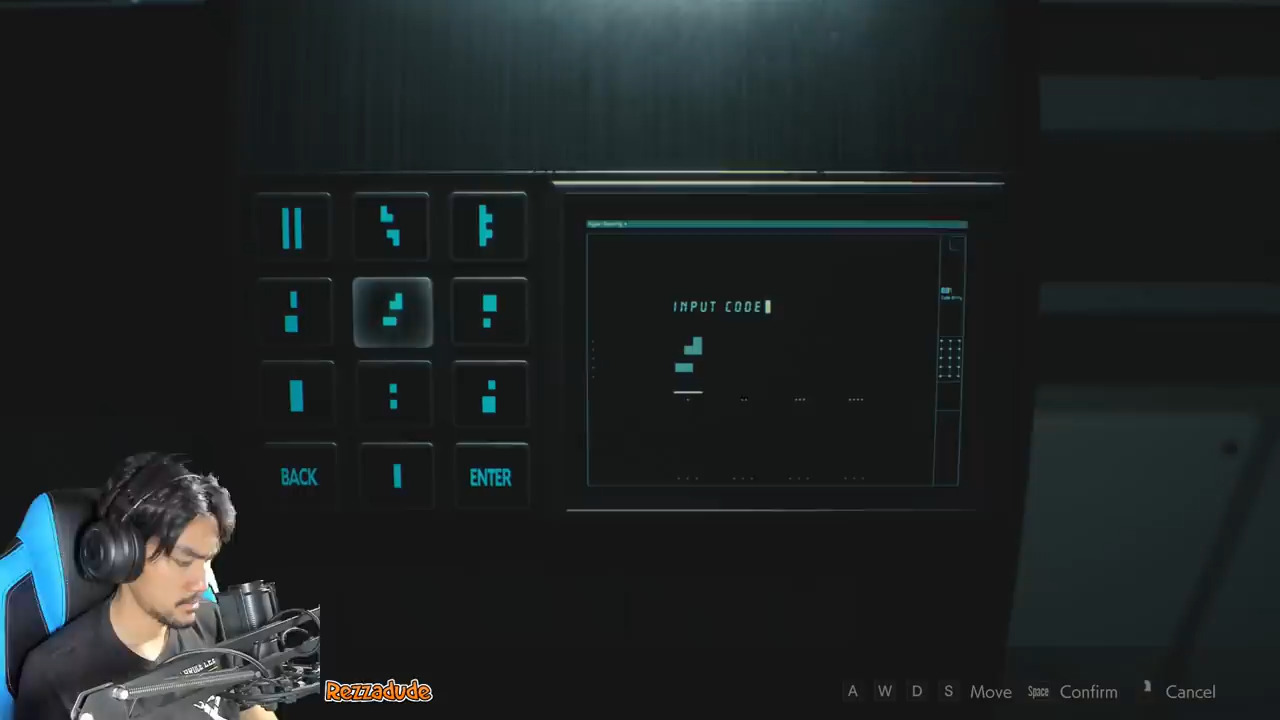 INPUT CODE
BACK
ENTER
Rezzadude
A W D S Move Space Confirm Cancel